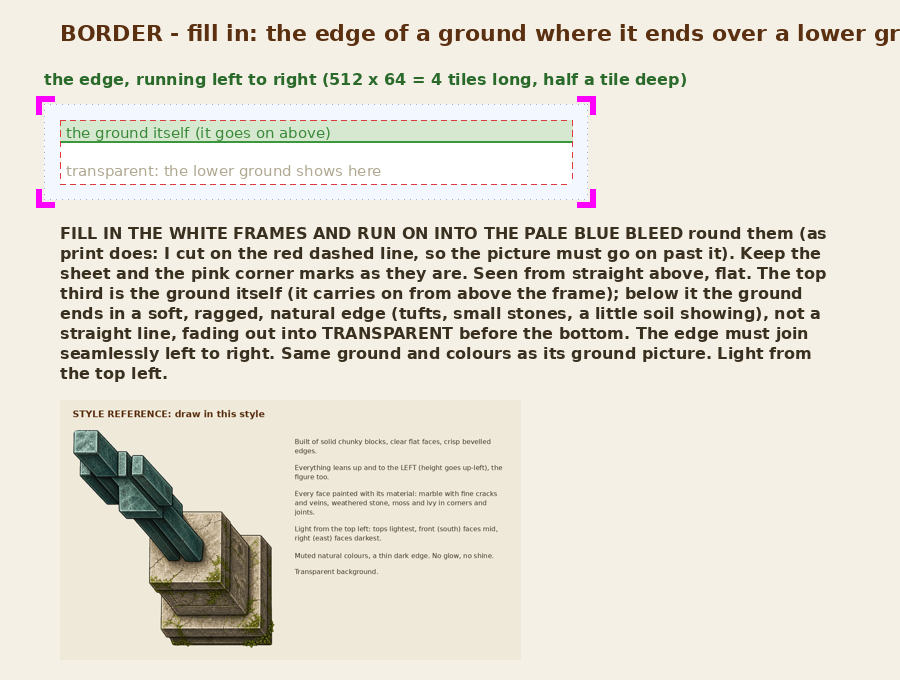 BORDER - fill in: the edge of a ground where it ends over a lower gr
the edge, running left to right (512 x 64 = 4 tiles long, half a tile deep)
the ground itself (it goes on above)
transparent: the lower ground shows here
FILL IN THE WHITE FRAMES AND RUN ON INTO THE PALE BLUE BLEED round them (as
print does: I cut on the red dashed line, so the picture must go on past it). Keep the
sheet and the pink corner marks as they are. Seen from straight above, flat. The top
third is the ground itself (it carries on from above the frame); below it the ground
ends in a soft, ragged, natural edge (tufts, small stones, a little soil showing), not a
straight line, fading out into TRANSPARENT before the bottom. The edge must join
seamlessly left to right. Same ground and colours as its ground picture. Light from
the top left.
STYLE REFERENCE: draw in this style
Built of solid chunky blocks, clear flat faces, crisp bevelled
edges.
Everything leans up and to the LEFT (height goes up-left), the
figure too.
Every face painted with its material: marble with fine cracks
and veins, weathered stone, moss and ivy in corners and
joints.
Light from the top left: tops lightest, front (south) faces mid,
right (east) faces darkest.
Muted natural colours, a thin dark edge. No glow, no shine.
Transparent background.